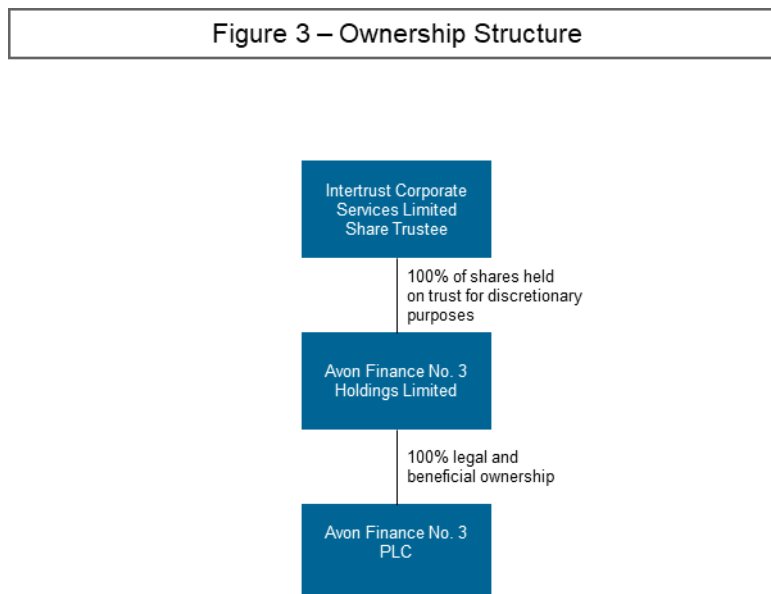 Figure 3 – Ownership Structure
Intertrust Corporate
Services Limited
Share Trustee
100% of shares held
on trust for discretionary
purposes
Avon Finance No. 3
Holdings Limited
100% legal and
beneficial ownership
Avon Finance No. 3
PLC